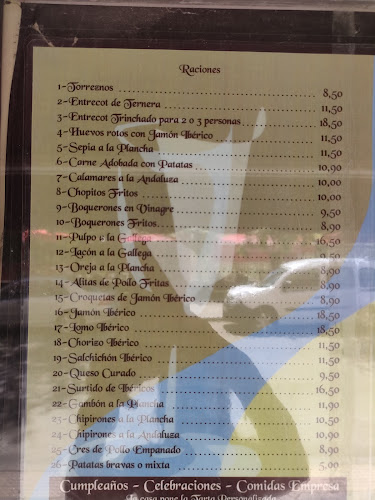 Raciones
1-Torreznos 8,50
2-Entrecot de Ternera 11,50
3-Entrecot Trinchado para 2 o 3 personas 18,50
4-Huevos rotos con Jamón Ibérico 11,50
5-Sepia a la Plancha 11,50
6-Carne Adobada con Patatas 10,90
7-Calamares a la Andaluza 10,00
8-Chopitos Fritos 10,00
9-Boquerones en Vinagre 9,50
10-Boquerones Fritos 8,90
11-Pulpo a la Gallega 16,50
12-Lacón a la Gallega 9,50
13-Oreja a la Plancha 8,90
14-Alitas de Pollo Fritas 8,90
15-Croquetas de Jamón Ibérico 8,90
16-Jamón Ibérico 18,50
17-Lomo Ibérico 18,50
18-Chorizo Ibérico 11,50
19-Salchichón Ibérico 11,50
20-Queso Curado 9,50
21-Surtido de Ibéricos 16,50
22-Gambón a la Plancha 11,90
23-Chipirones a la Plancha 10,50
24-Chipirones a la Andaluza 10,90
25-Cres de Pollo Empanado 8,90
26-Patatas bravas o mixta 5,00
Cumpleaños - Celebraciones - Comidas Empresa
la casa pone la Tarta Personalizada